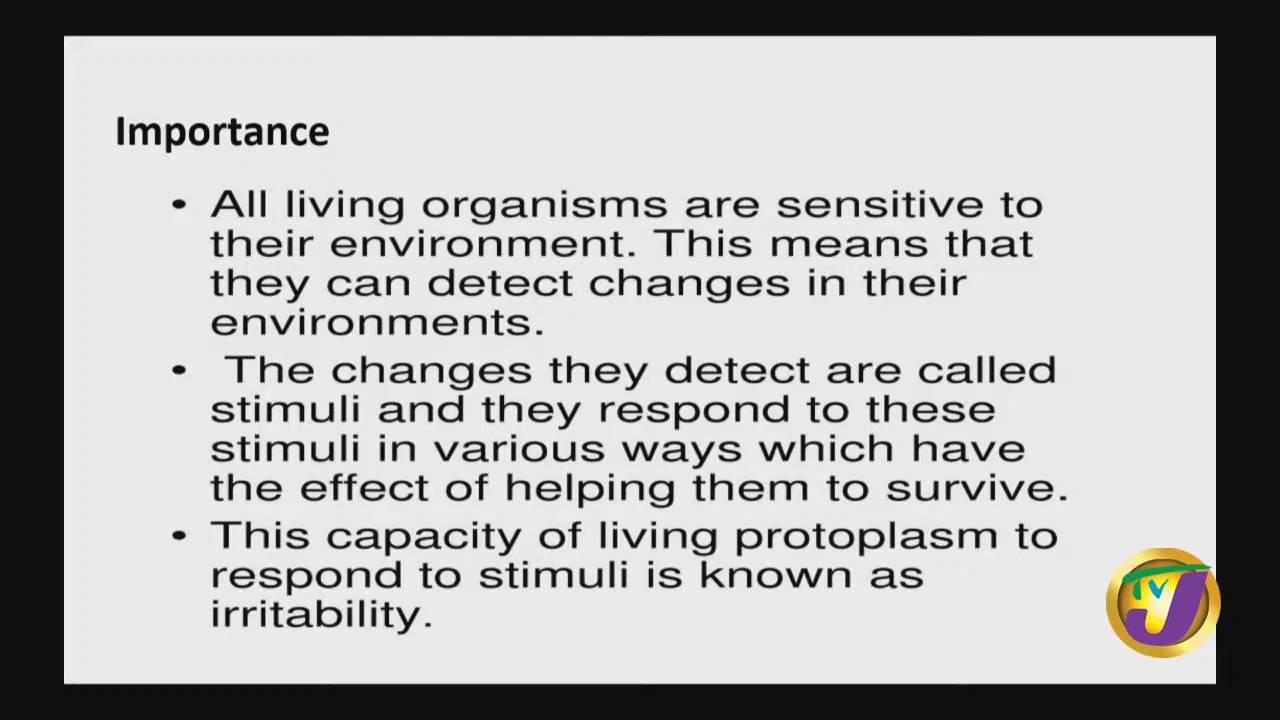 Importance
• All living organisms are sensitive to
their environment. This means that
they can detect changes in their
environments.
• The changes they detect are called
stimuli and they respond to these
stimuli in various ways which have
the effect of helping them to survive.
• This capacity of living protoplasm to
respond to stimuli is known as
irritability.
TVJ